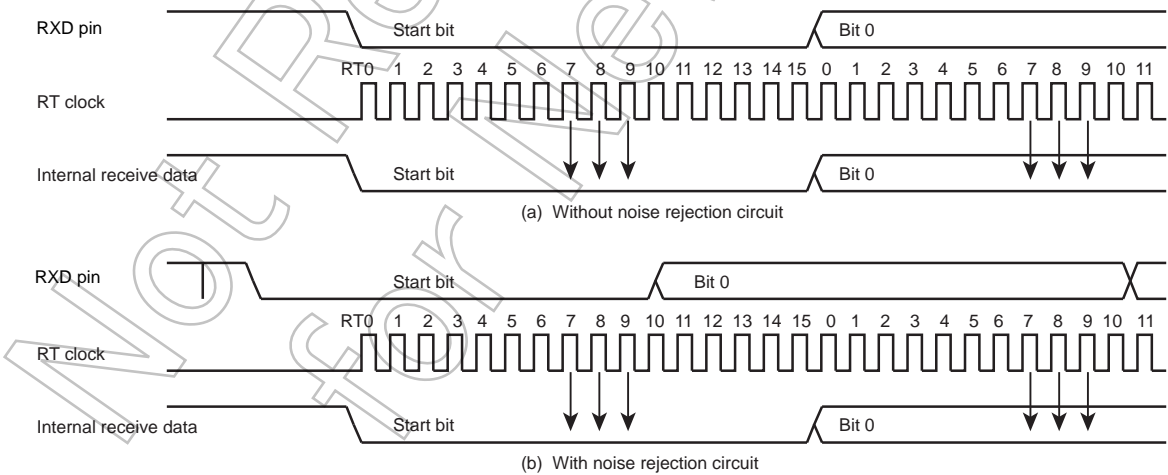 RXD pin Start bit Bit 0
RT0 1 2 3 4 5 6 7 8 9 10 11 12 13 14 15 0 1 2 3 4 5 6 7 8 9 10 11
RT clock
Internal receive data Start bit Bit 0
(a) Without noise rejection circuit
RXD pin Start bit Bit 0
RT0 1 2 3 4 5 6 7 8 9 10 11 12 13 14 15 0 1 2 3 4 5 6 7 8 9 10 11
RT clock
Internal receive data Start bit Bit 0
(b) With noise rejection circuit
Not Re
for Ne